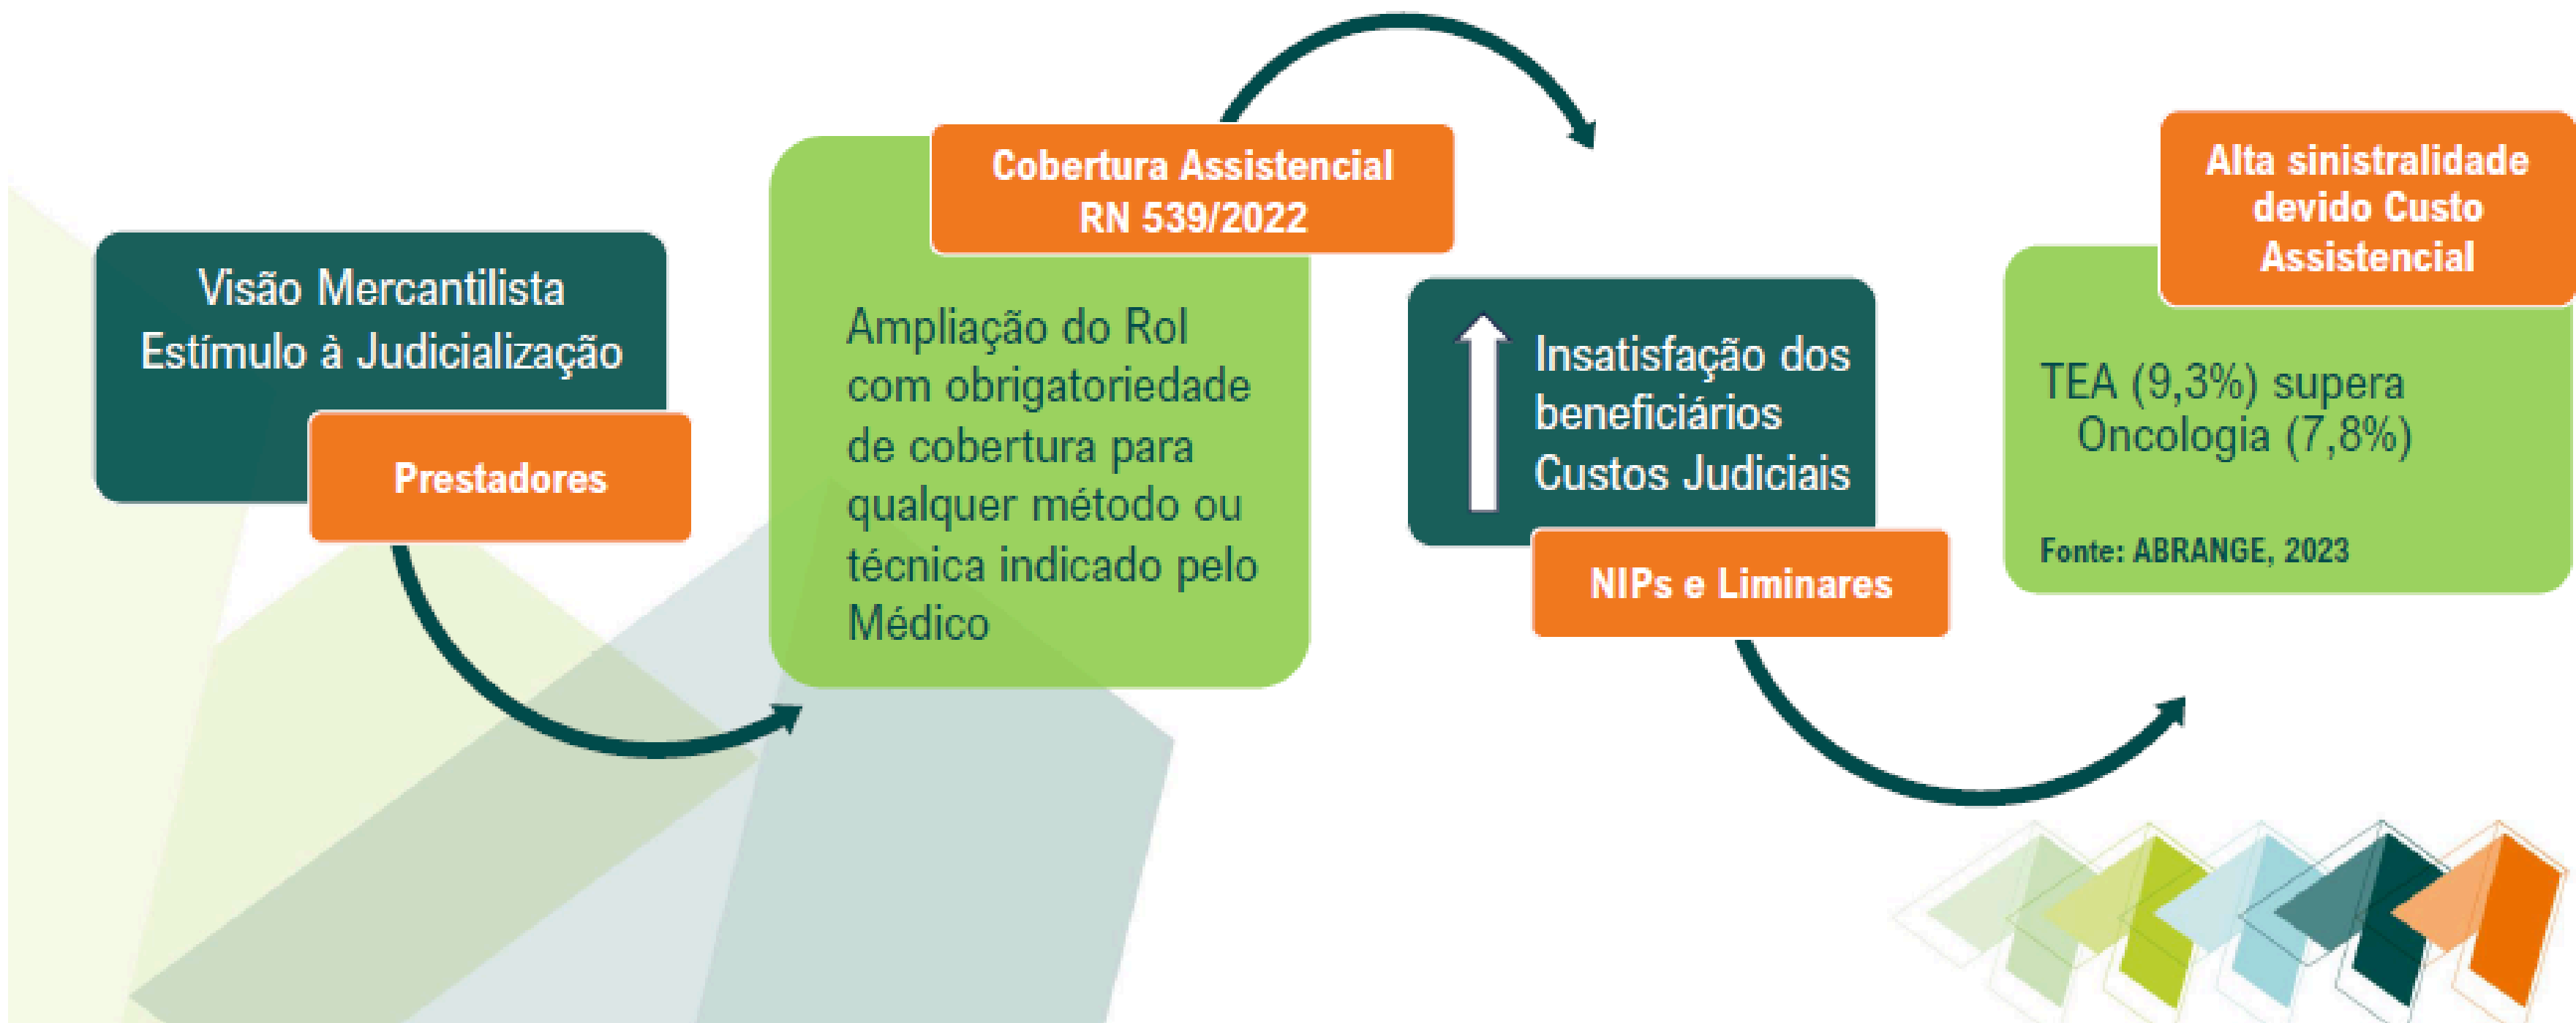 Visão Mercantilista
Estímulo à Judicialização
Prestadores
Cobertura Assistencial
RN 539/2022
Ampliação do Rol
com obrigatoriedade
de cobertura para
qualquer método ou
técnica indicado pelo
Médico
Insatisfação dos
beneficiários
Custos Judiciais
NIPs e Liminares
Alta sinistralidade
devido Custo
Assistencial
TEA (9,3%) supera
Oncologia (7,8%)
Fonte: ABRANGE, 2023